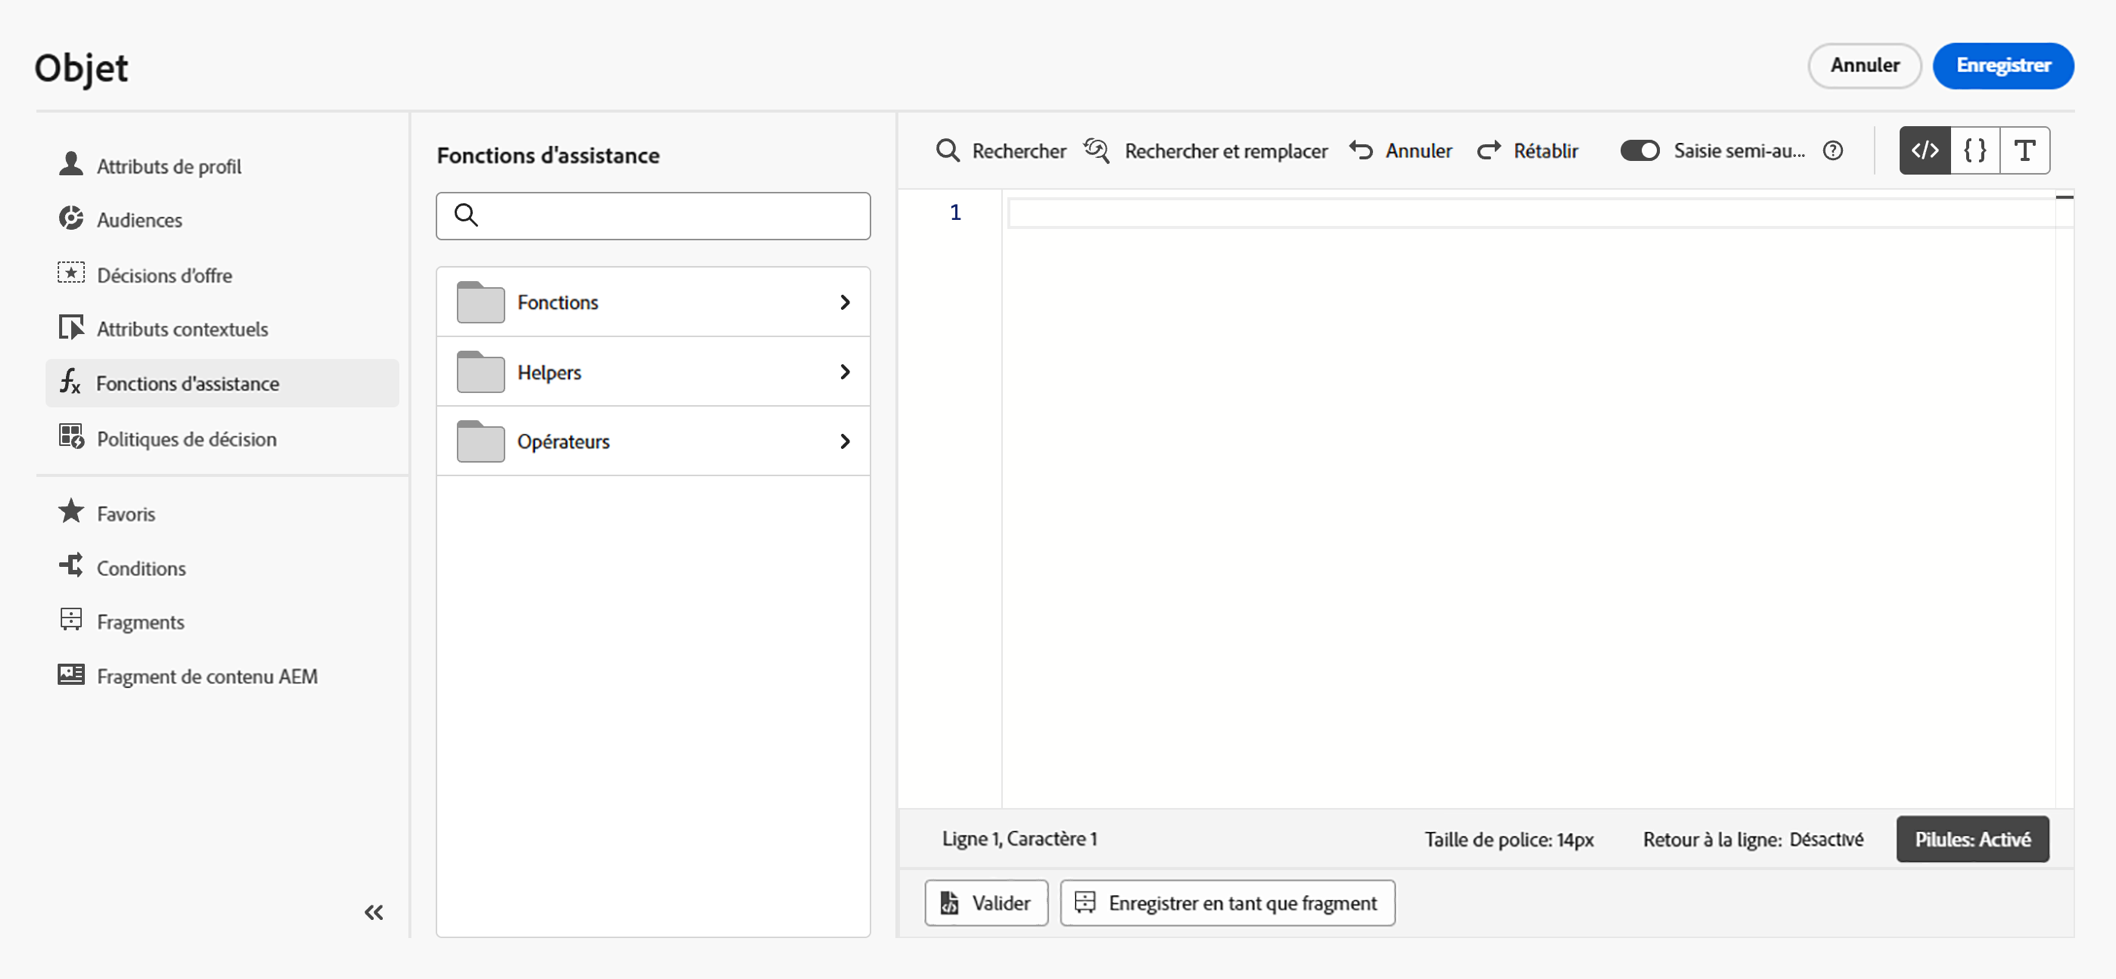 Objet
Annuler
Enregistrer
Attributs de profil
Audiences
Décisions d'offre
Attributs contextuels
Fonctions d'assistance
Politiques de décision
Favoris
Conditions
Fragments
Fragment de contenu AEM
Fonctions d'assistance
Fonctions
Helpers
Opérateurs
Rechercher
Rechercher et remplacer
Annuler
Rétablir
Saisie semi-au...
1
Ligne 1, Caractère 1
Taille de police: 14px
Retour à la ligne: Désactivé
Pilules: Activé
Valider
Enregistrer en tant que fragment